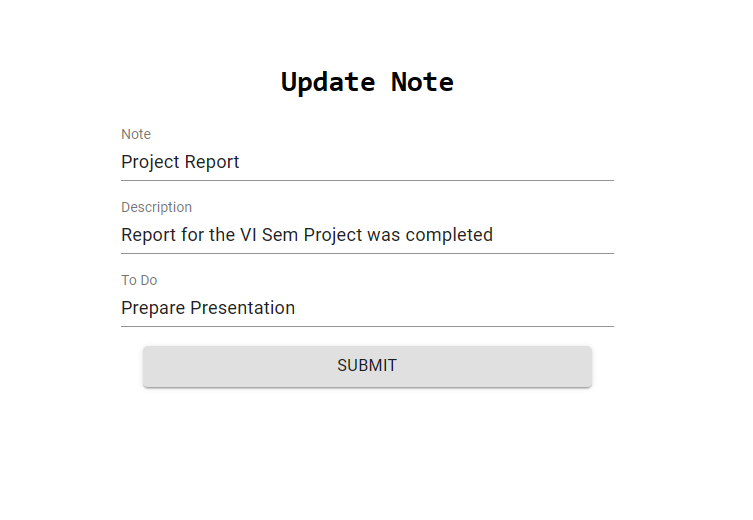 Update Note
Note
Project Report
Description
Report for the VI Sem Project was completed
To Do
Prepare Presentation
SUBMIT